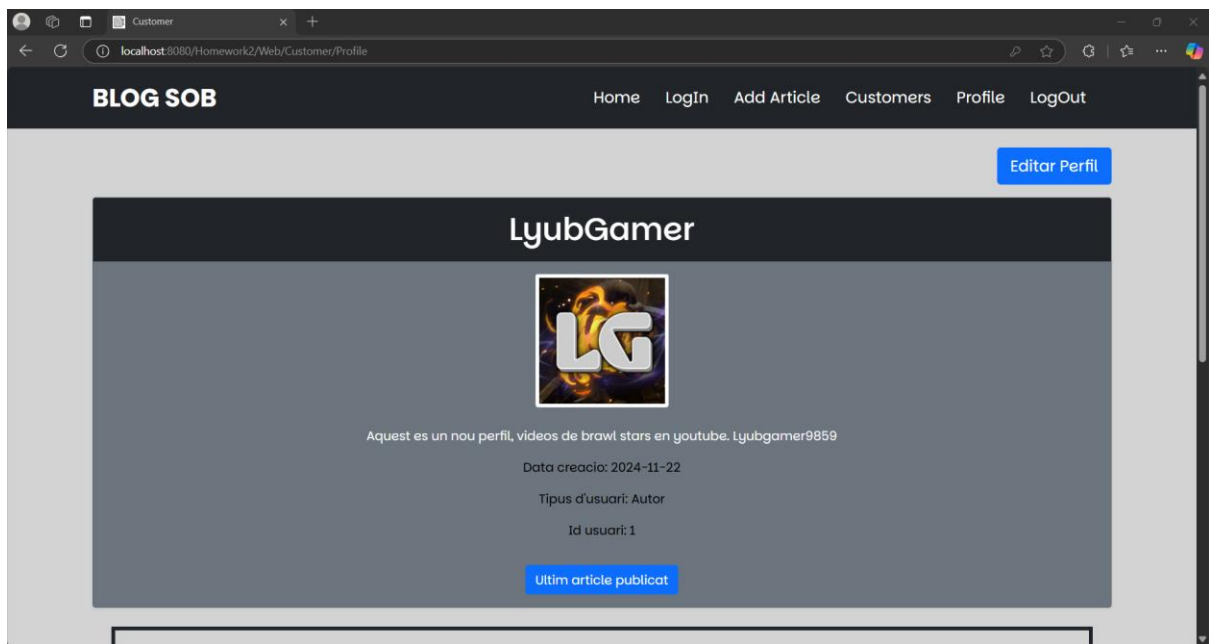 Customer
localhost:8080/Homework2/Web/Customer/Profile
BLOG SOB
Home LogIn Add Article Customers Profile LogOut
Editar Perfil
LyubGamer
LG
Aquest es un nou perfil, videos de brawl stars en youtube. Lyubgamer9859
Data creacio: 2024-11-22
Tipus d'usuari: Autor
Id usuari: 1
Ultim article publicat